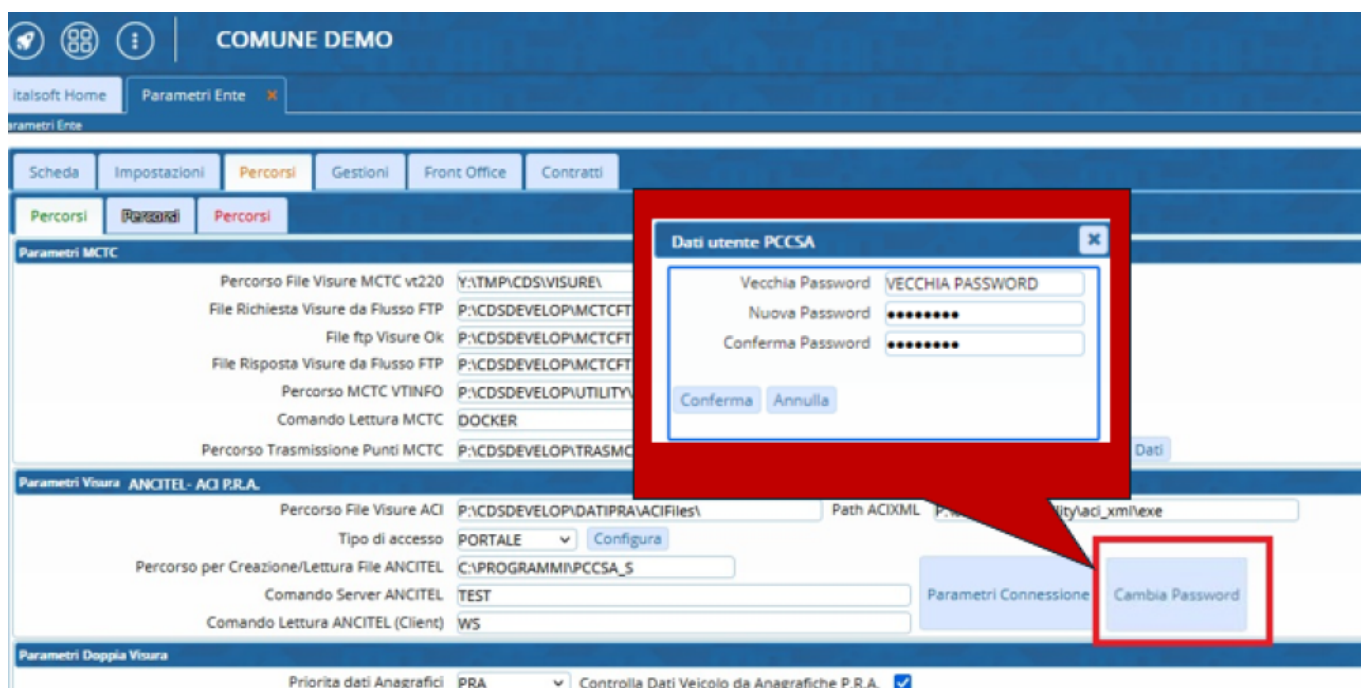 COMUNE DEMO
italsoft Home Parametri Ente
arametri Ente
Scheda Impostazioni Percorsi Gestioni Front Office Contratti
Percorsi Percorsi Percorsi
Parametri MCTC
Percorso File Visure MCTC vt220 Y:\TMP\CDS\VISURE\
File Richiesta Visure da Flusso FTP P:\CDSDEVELOP\MCTCFT
File ftp Visure Ok P:\CDSDEVELOP\MCTCFT
File Risposta Visure da Flusso FTP P:\CDSDEVELOP\MCTCFT
Percorso MCTC VTINFO P:\CDSDEVELOP\UTILITY\
Comando Lettura MCTC DOCKER
Percorso Trasmissione Punti MCTC P:\CDSDEVELOP\TRASMC Dati
Dati utente PCCSA
Vecchia Password VECCHIA PASSWORD
Nuova Password ••••••••
Conferma Password ••••••••
Conferma Annulla
Parametri Visura ANCITEL- ACI P.R.A.
Percorso File Visure ACI P:\CDSDEVELOP\DATIPRA\ACIFiles\ Path ACIXML lity\aci_xml\exe
Tipo di accesso PORTALE Configura
Percorso per Creazione/Lettura File ANCITEL C:\PROGRAMMI\PCCSA_S
Comando Server ANCITEL TEST Parametri Connessione Cambia Password
Comando Lettura ANCITEL (Client) WS
Parametri Doppia Visura
Priorita dati Anagrafici PRA Controlla Dati Veicolo da Anagrafiche P.R.A.